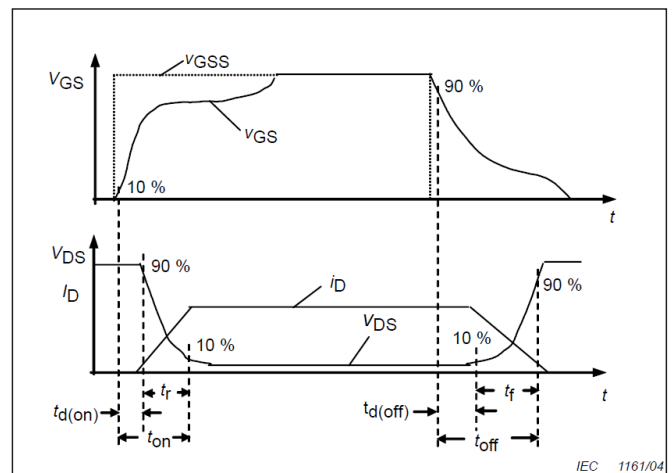 VGSS
VGS
90 %
vGS
10 %
t
VDS
90 %
ID
iD
90 %
VDS
10 %
10 %
tr
tf
t
td(on)
td(off)
ton
toff
IEC 1161/04